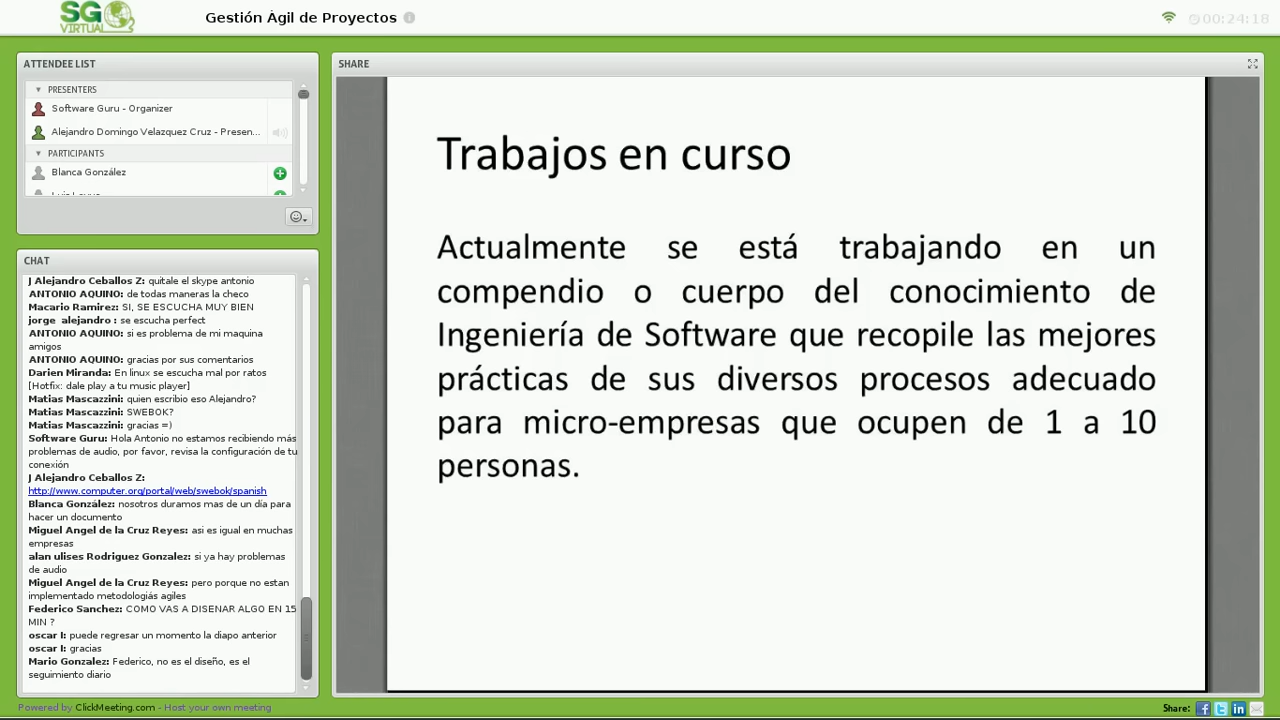 SG
VIRTUAL
Gestión Ágil de Proyectos
00:24:18
ATTENDEE LIST
PRESENTERS
Software Guru - Organizer
Alejandro Domingo Velazquez Cruz - Presen...
PARTICIPANTS
Blanca González
CHAT
J Alejandro Ceballos Z: quitale el skype antonio
ANTONIO AQUINO: de todas maneras la checo
Macario Ramirez: SI, SE ESCUCHA MUY BIEN
jorge alejandro : se escucha perfect
ANTONIO AQUINO: si es problema de mi maquina
amigos
ANTONIO AQUINO: gracias por sus comentarios
Darien Miranda: En linux se escucha mal por ratos
[Hotfix: dale play a tu music player]
Matias Mascazzini: quien escribio eso Alejandro?
Matias Mascazzini: SWEBOK?
Matias Mascazzini: gracias =)
Software Guru: Hola Antonio no estamos recibiendo más
problemas de audio, por favor, revisa la configuración de tu
conexión
J Alejandro Ceballos Z:
http://www.computer.org/portal/web/swebok/spanish
Blanca González: nosotros duramos mas de un día para
hacer un documento
Miguel Angel de la Cruz Reyes: asi es igual en muchas
empresas
alan ulises Rodriguez Gonzalez: si ya hay problemas
de audio
Miguel Angel de la Cruz Reyes: pero porque no estan
implementado metodologiás agiles
Federico Sanchez: COMO VAS A DISENAR ALGO EN 15
MIN ?
oscar l: puede regresar un momento la diapo anterior
oscar l: gracias
Mario Gonzalez: Federico, no es el diseño, es el
seguimiento diario
SHARE
Trabajos en curso
Actualmente se está trabajando en un
compendio o cuerpo del conocimiento de
Ingeniería de Software que recopile las mejores
prácticas de sus diversos procesos adecuado
para micro-empresas que ocupen de 1 a 10
personas.
Powered by ClickMeeting.com - Host your own meeting
Share: